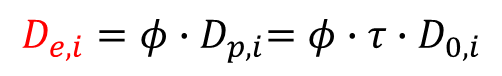 D_{e,i} = ϕ · D_{p,i} = ϕ · τ · D_{0,i}